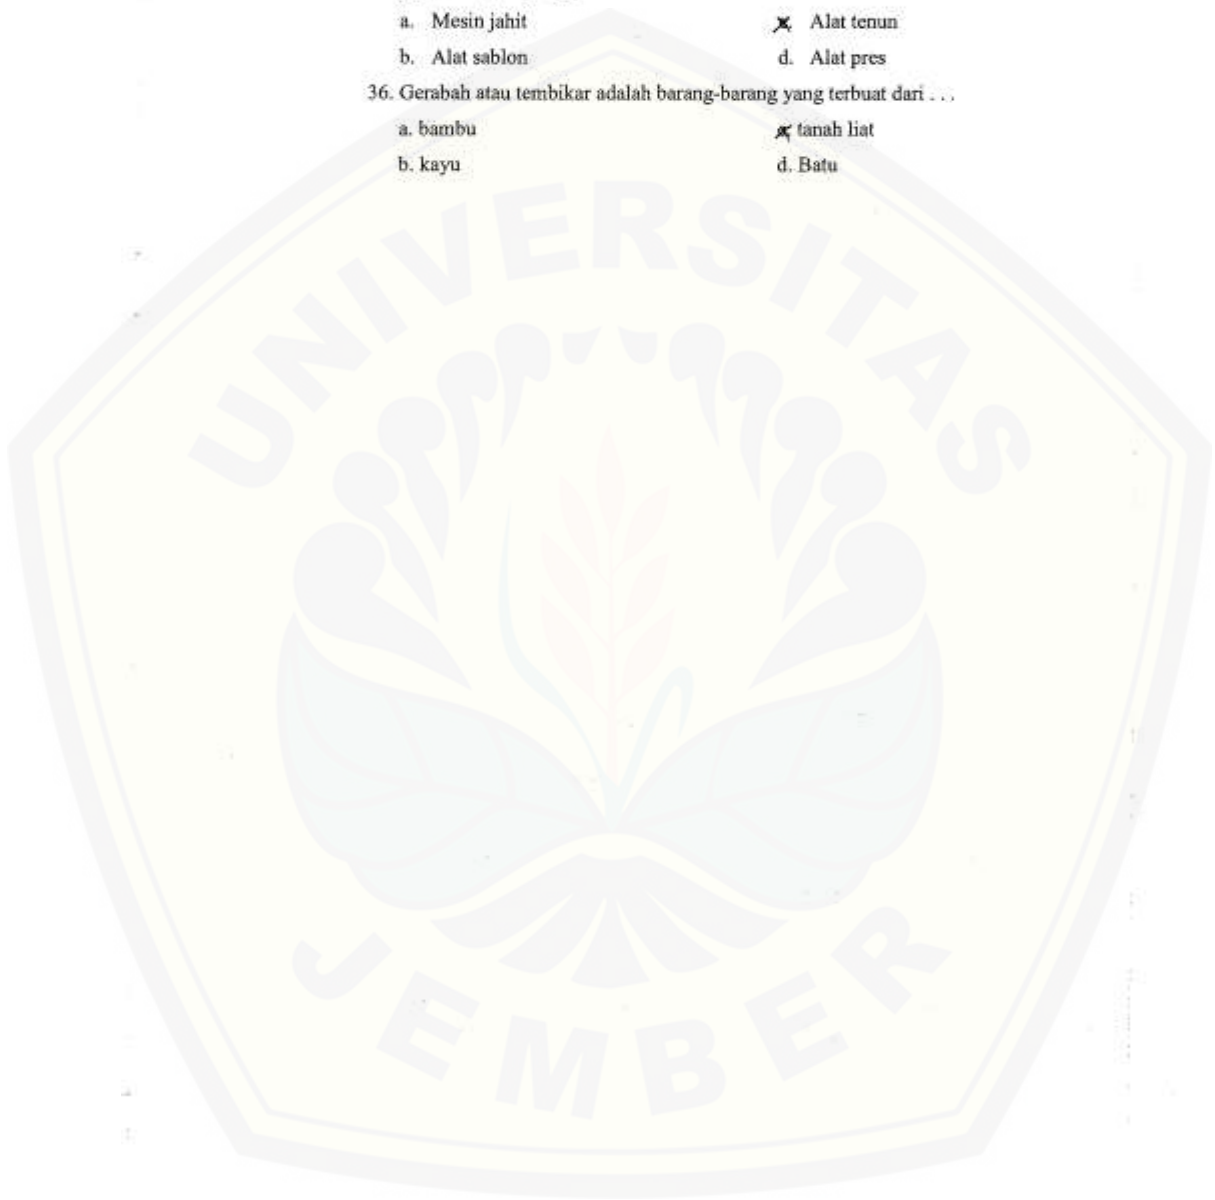 a. Mesin jahit c. Alat tenun
b. Alat sablon d. Alat pres
36. Gerabah atau tembikar adalah barang-barang yang terbuat dari . . .
a. bambu c. tanah liat
b. kayu d. Batu
UNIVERSITAS
JEMBER